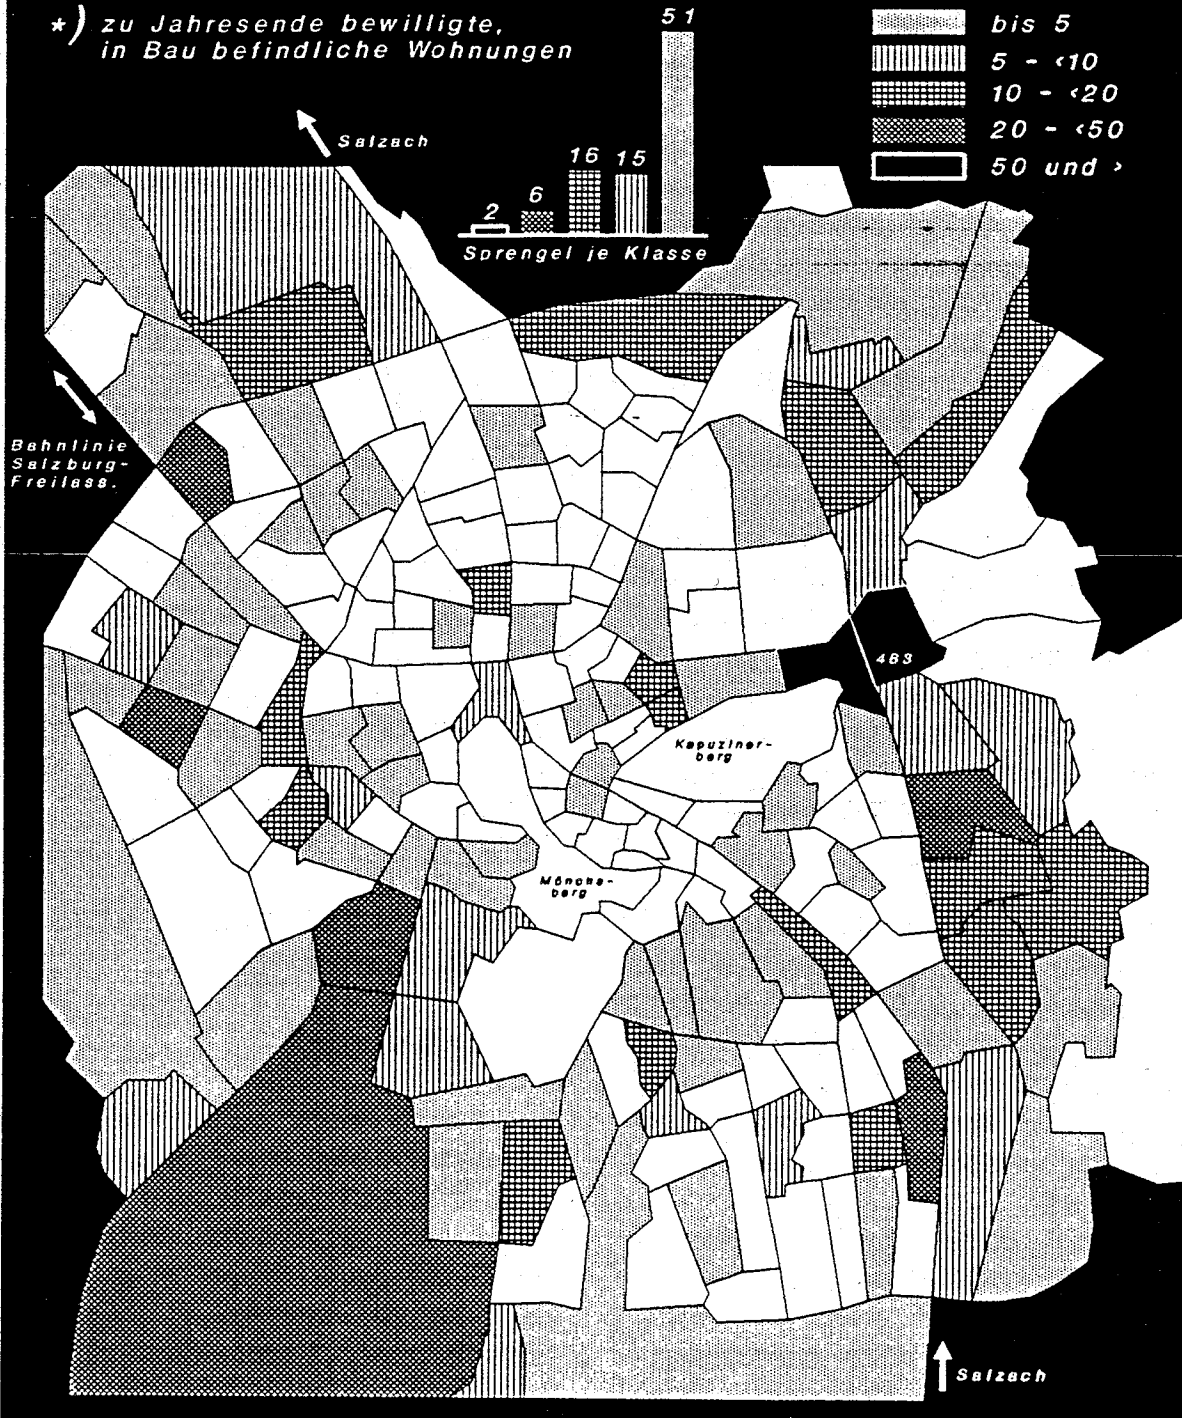 *) zu Jahresende bewilligte,
in Bau befindliche Wohnungen
51
16
15
6
2
Sprengel je Klasse
bis 5
5 - <10
10 - <20
20 - <50
50 und >
Salzach
Bahnlinie
Salzburg-
Freilass.
463
Kapuziner-
berg
Mönchs-
berg
Salzach